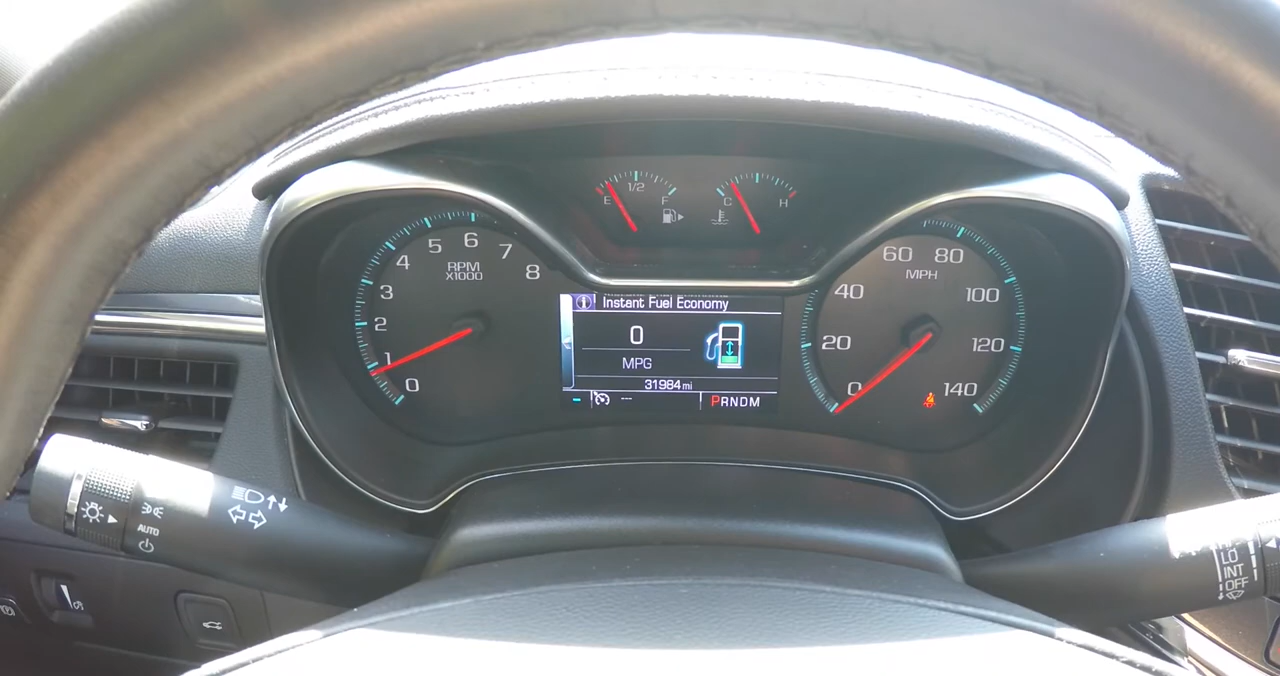 1/2
E F
C H
5 6 7
4 8
3
2
1
0
RPM
X1000
Instant Fuel Economy
0
MPG
31984 mi
---
PRNDM
60 80
MPH
40 100
20 120
0 140
AUTO
LO
INT
OFF